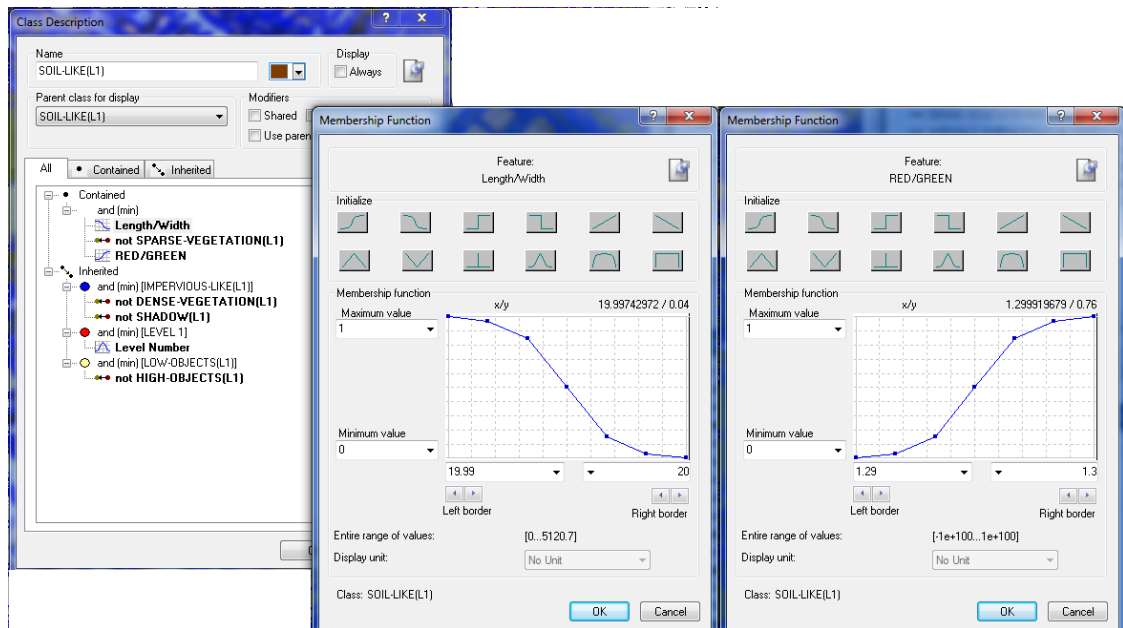 Class Description
Name
SOIL-LIKE(L1)
Display
Always
Parent class for display
SOIL-LIKE(L1)
Modifiers
Shared
Use paren
All
Contained
Inherited
Contained
and (min)
Length/Width
not SPARSE-VEGETATION(L1)
RED/GREEN
Inherited
and (min) [IMPERVIOUS-LIKE(L1)]
not DENSE-VEGETATION(L1)
not SHADOW(L1)
and (min) [LEVEL 1]
Level Number
and (min) [LOW-OBJECTS(L1)]
not HIGH-OBJECTS(L1)
Membership Function
Feature:
Length/Width
Initialize
Membership function
x/y
19.99742972 / 0.04
Maximum value
1
Minimum value
0
19.99
20
Left border
Right border
Entire range of values:
[0...5120.7]
Display unit:
No Unit
Class: SOIL-LIKE(L1)
OK
Cancel
Membership Function
Feature:
RED/GREEN
Initialize
Membership function
x/y
1.299919679 / 0.76
Maximum value
1
Minimum value
0
1.29
1.3
Left border
Right border
Entire range of values:
[-1e+100...1e+100]
Display unit:
No Unit
Class: SOIL-LIKE(L1)
OK
Cancel